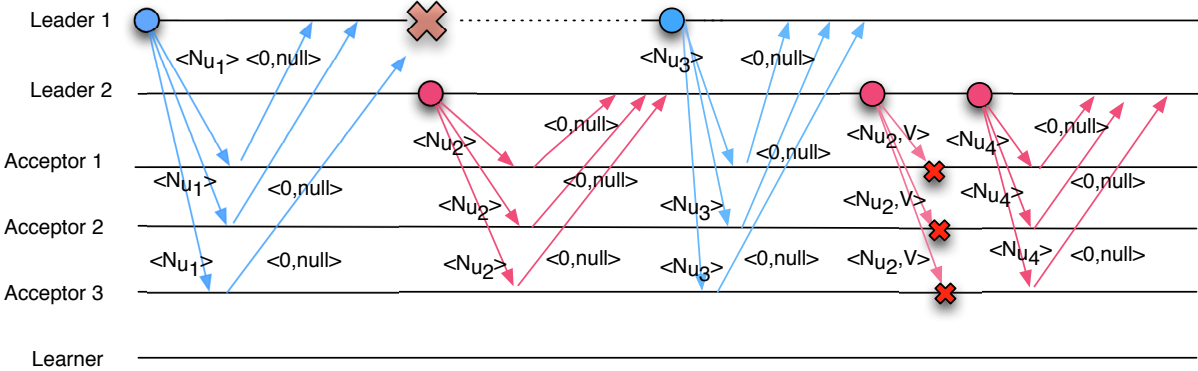 Leader 1
<Nu1> <0,null>
<Nu3>
<0,null>
Leader 2
<Nu2>
<0,null>
<Nu2,V>
<Nu4>
<0,null>
Acceptor 1
<Nu1>
<0,null>
<Nu2>
<0,null>
<Nu3>
<0,null>
<Nu2,V>
<Nu4>
<0,null>
Acceptor 2
<Nu1>
<0,null>
<Nu2>
<0,null>
<Nu3>
<0,null>
<Nu2,V>
<Nu4>
<0,null>
Acceptor 3
Learner